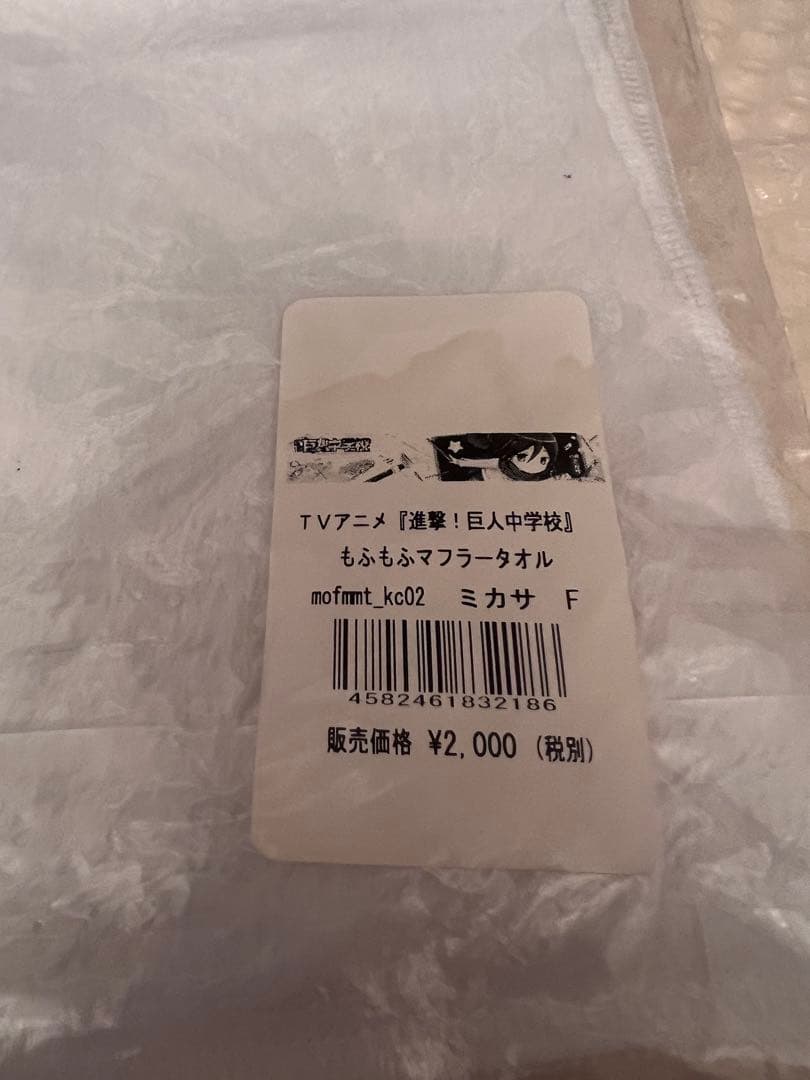 TVアニメ『進撃！巨人中学校』
もふもふマフラータオル
mofmmt_kc02 ミカサ F
4582461832186
販売価格 ¥2,000 (税別)